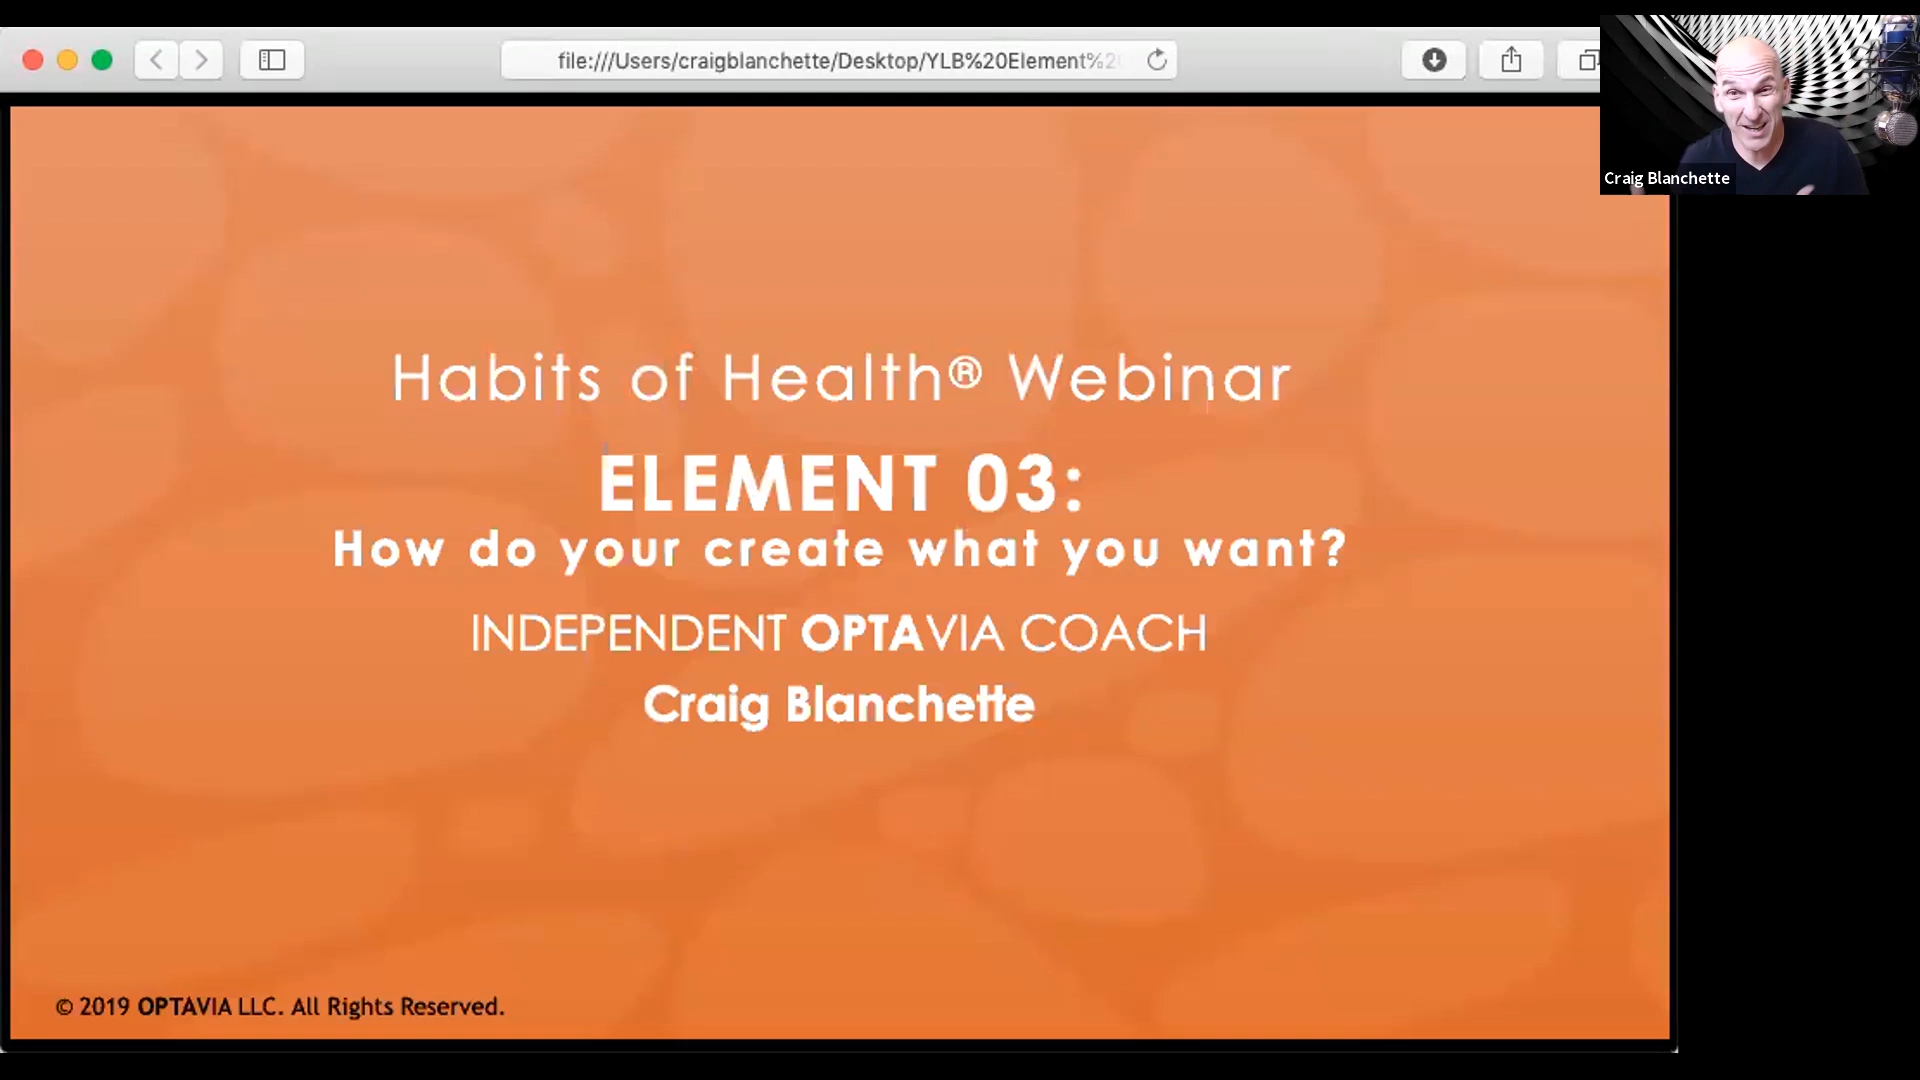 file:///Users/craigblanchette/Desktop/YLB%20Element%2
Craig Blanchette
Habits of Health® Webinar
ELEMENT 03:
How do your create what you want?
INDEPENDENT OPTAVIA COACH
Craig Blanchette
© 2019 OPTAVIA LLC. All Rights Reserved.